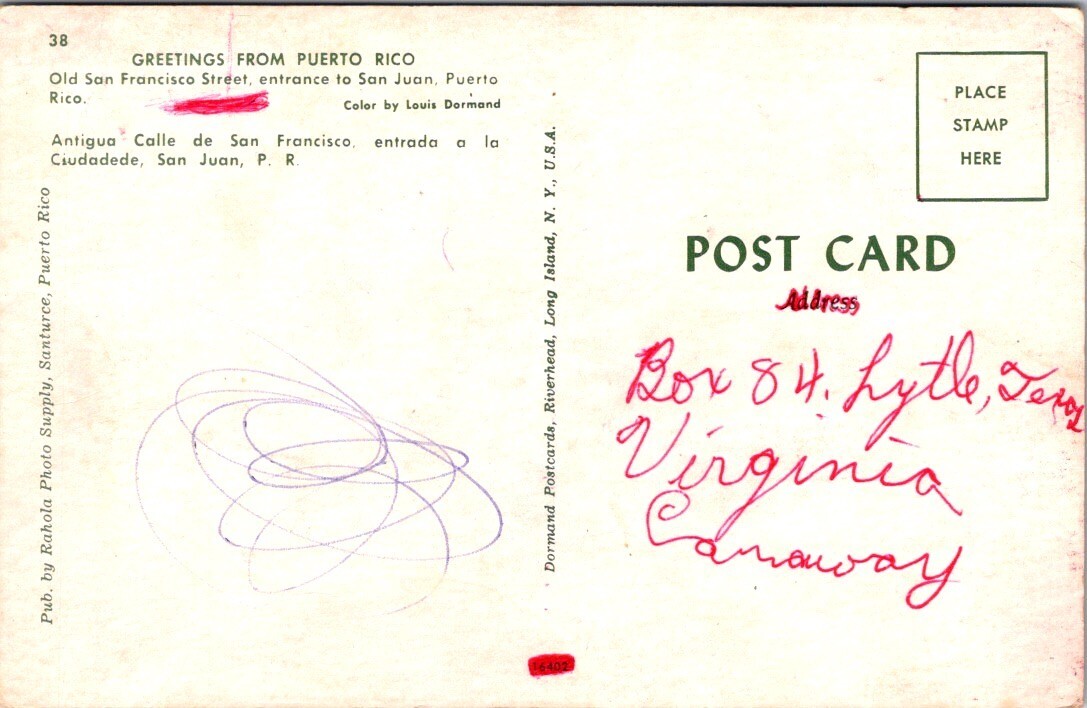 38
GREETINGS FROM PUERTO RICO
Old San Francisco Street, entrance to San Juan, Puerto
Rico.
Color by Louis Dormand
Antigua Calle de San Francisco, entrada a la
Ciudadede, San Juan, P. R.
Pub. by Rahola Photo Supply, Santurce, Puerto Rico
Dormand Postcards, Riverhead, Long Island, N. Y., U.S.A.
PLACE
STAMP
HERE
POST CARD
Address
Box 84. Lytle, Texas
Virginia
Canaway
16402